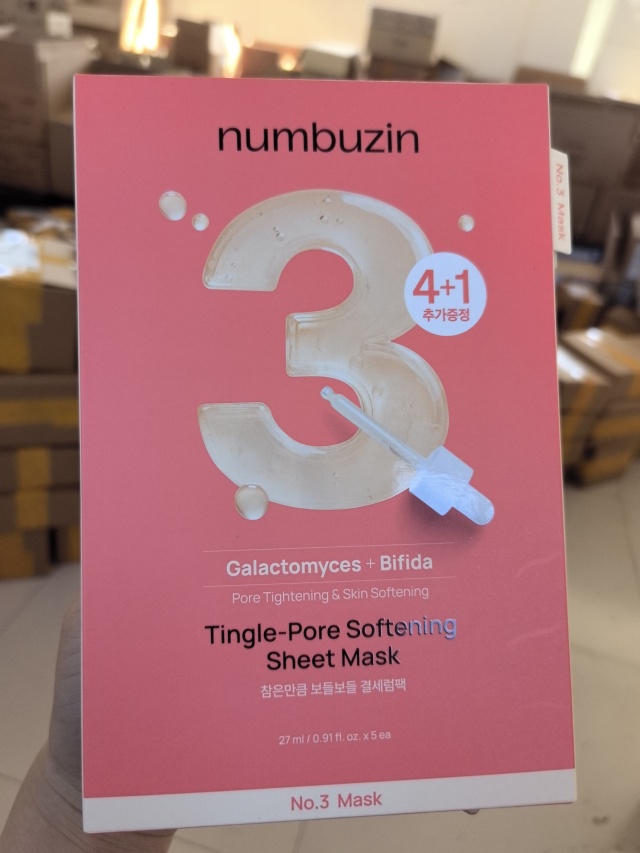 numbuzin
No.3 Mask
3
4+1
추가증정
Galactomyces + Bifida
Pore Tightening & Skin Softening
Tingle-Pore Softening
Sheet Mask
참은만큼 보들보들 결세럼팩
27 ml / 0.91 fl. oz. x 5 ea
No.3 Mask